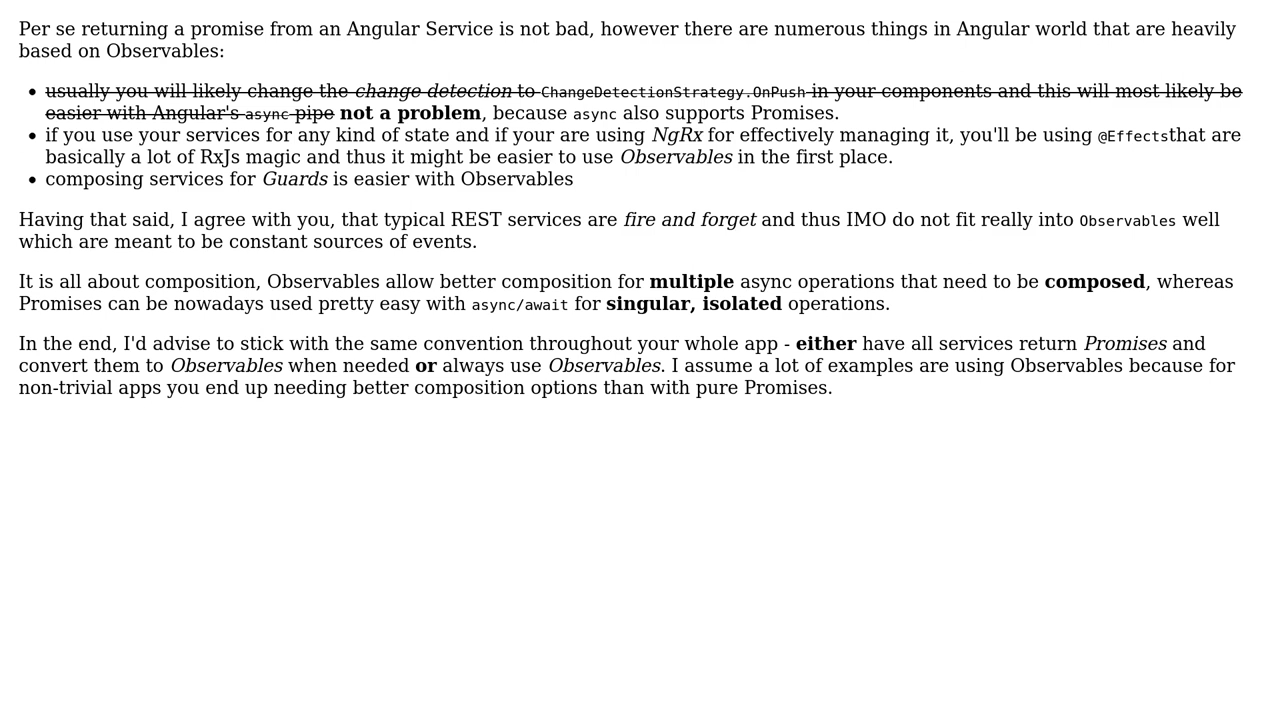 Per se returning a promise from an Angular Service is not bad, however there are numerous things in Angular world that are heavily
based on Observables:
• usually you will likely change the change detection to ChangeDetectionStrategy.OnPush in your components and this will most likely be
easier with Angular's async pipe not a problem, because async also supports Promises.
• if you use your services for any kind of state and if your are using NgRx for effectively managing it, you'll be using @Effectsthat are
basically a lot of RxJs magic and thus it might be easier to use Observables in the first place.
• composing services for Guards is easier with Observables
Having that said, I agree with you, that typical REST services are fire and forget and thus IMO do not fit really into Observables well
which are meant to be constant sources of events.
It is all about composition, Observables allow better composition for multiple async operations that need to be composed, whereas
Promises can be nowadays used pretty easy with async/await for singular, isolated operations.
In the end, I'd advise to stick with the same convention throughout your whole app - either have all services return Promises and
convert them to Observables when needed or always use Observables. I assume a lot of examples are using Observables because for
non-trivial apps you end up needing better composition options than with pure Promises.